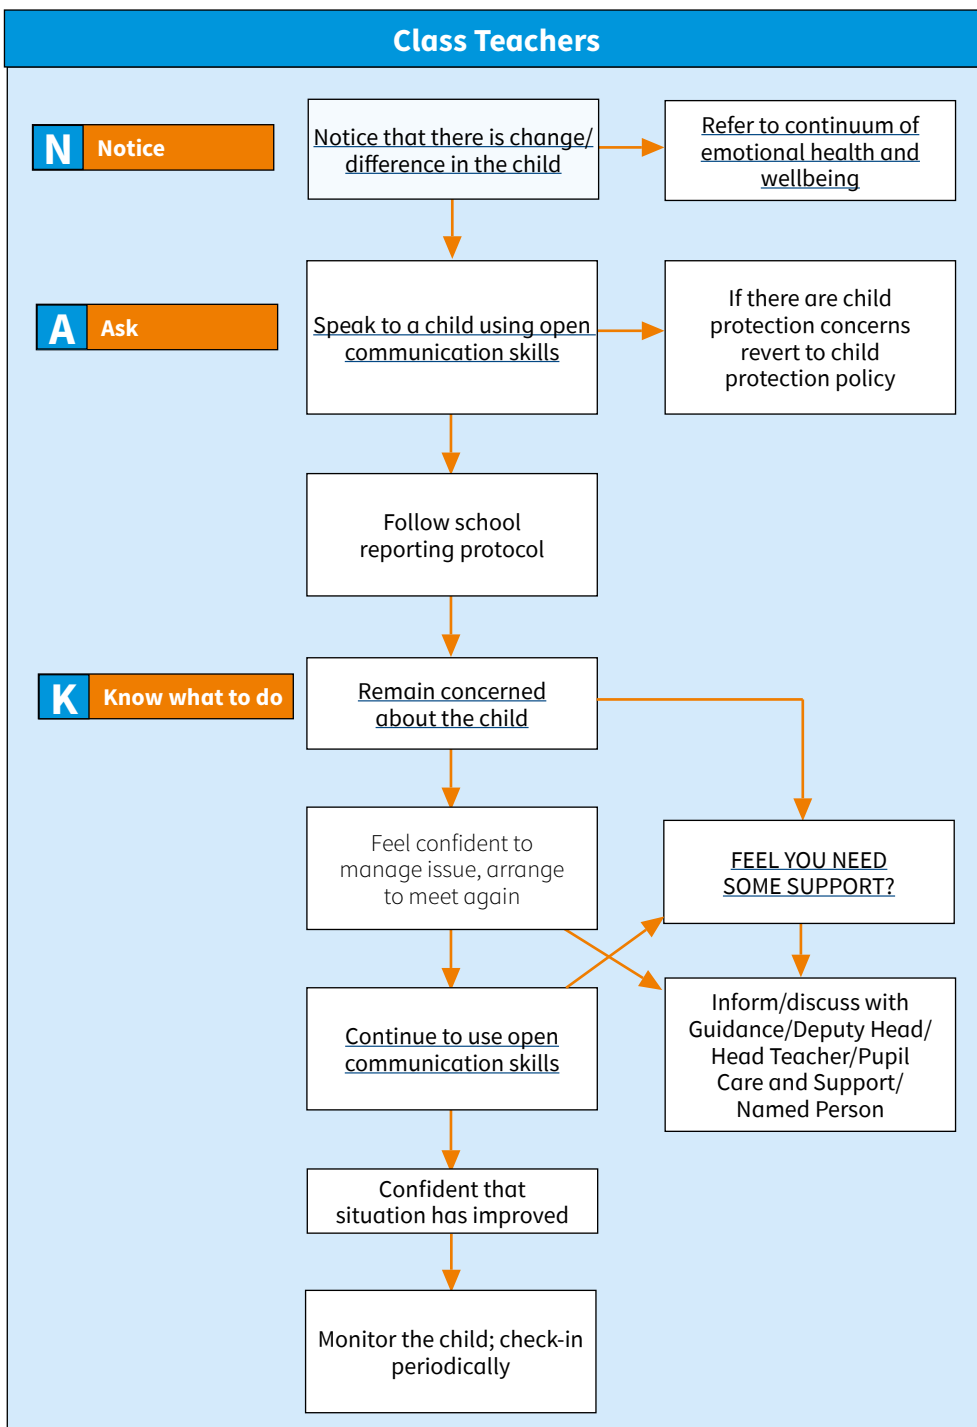 Class Teachers
N Notice
Notice that there is change/
difference in the child
Refer to continuum of
emotional health and
wellbeing
A Ask
Speak to a child using open
communication skills
If there are child
protection concerns
revert to child
protection policy
Follow school
reporting protocol
K Know what to do
Remain concerned
about the child
Feel confident to
manage issue, arrange
to meet again
FEEL YOU NEED
SOME SUPPORT?
Continue to use open
communication skills
Inform/discuss with
Guidance/Deputy Head/
Head Teacher/Pupil
Care and Support/
Named Person
Confident that
situation has improved
Monitor the child; check-in
periodically